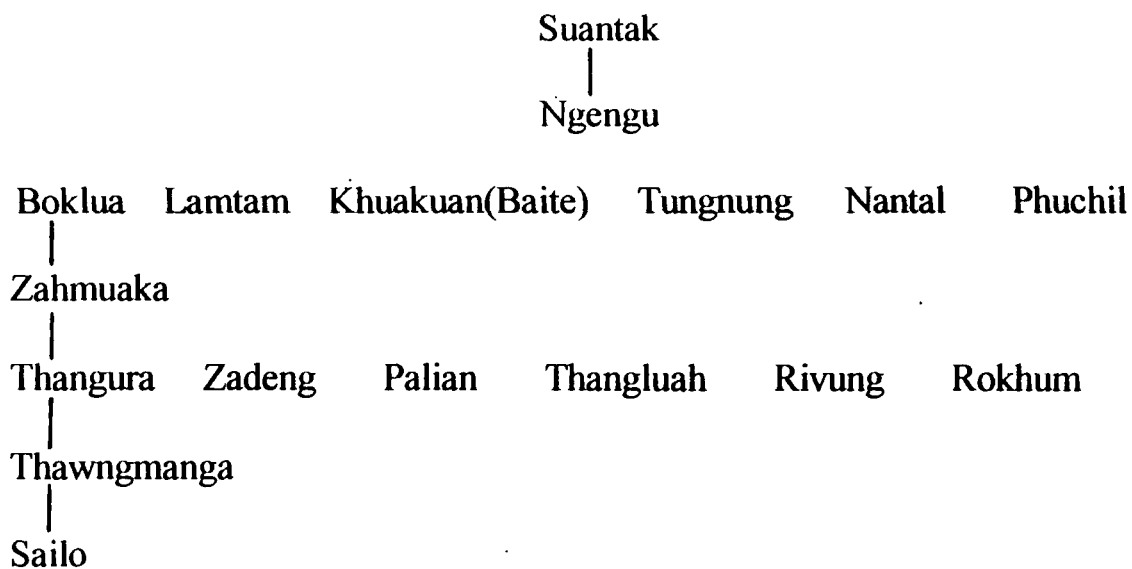 Suantak
Ngengu
Boklua Lamtam Khuakuan(Baite) Tungnung Nantal Phuchil
Zahmuaka
Thangura Zadeng Palian Thangluah Rivung Rokhum
Thawngmanga
Sailo